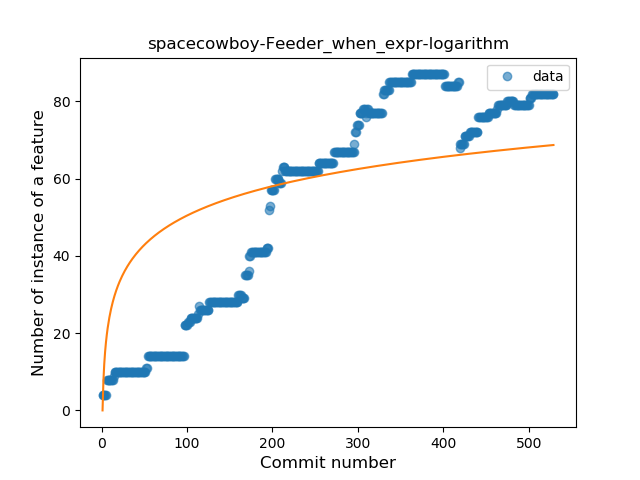 spacecowboy-Feeder_when_expr-logarithm
data
Number of instance of a feature
80
60
40
20
0
0 100 200 300 400 500
Commit number